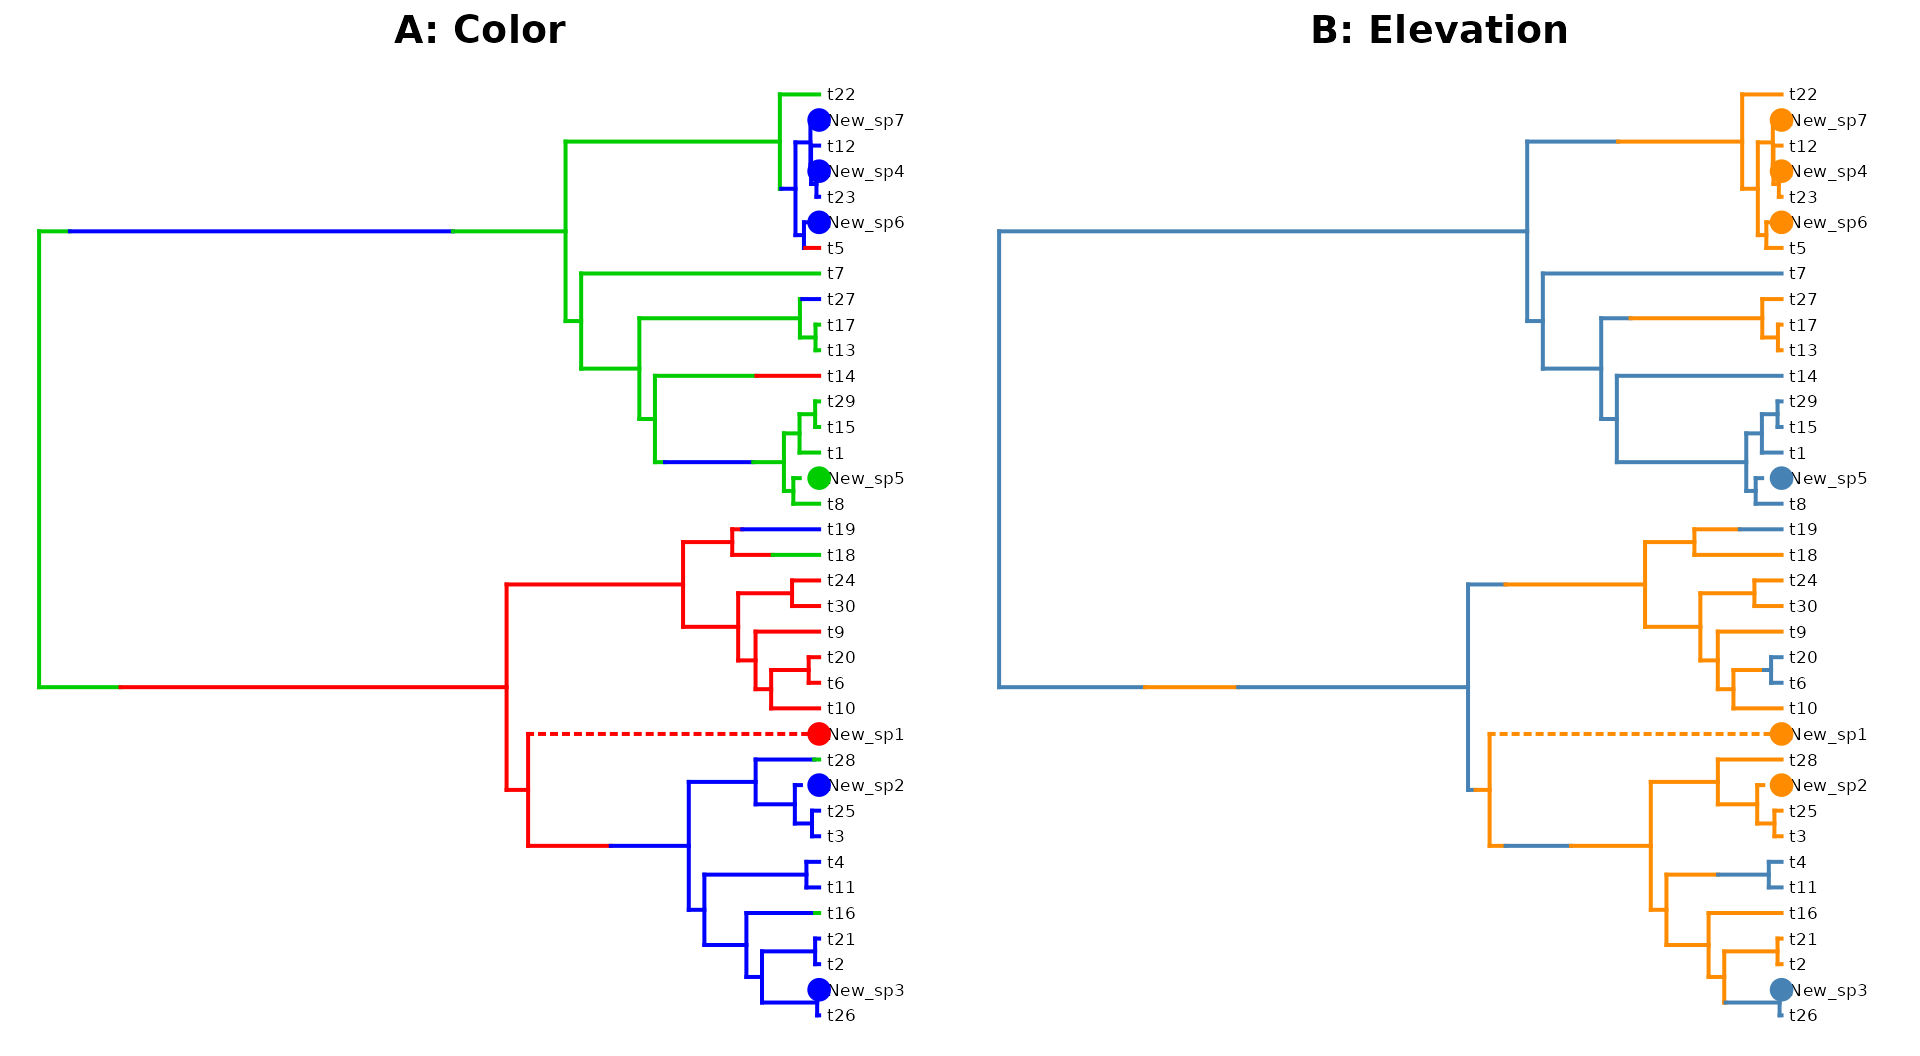 A: Color
t22
New_sp7
t12
New_sp4
t23
New_sp6
t5
t7
t27
t17
t13
t14
t29
t15
t1
New_sp5
t8
t19
t18
t24
t30
t9
t20
t6
t10
New_sp1
t28
New_sp2
t25
t3
t4
t11
t16
t21
t2
New_sp3
t26
B: Elevation
t22
New_sp7
t12
New_sp4
t23
New_sp6
t5
t7
t27
t17
t13
t14
t29
t15
t1
New_sp5
t8
t19
t18
t24
t30
t9
t20
t6
t10
New_sp1
t28
New_sp2
t25
t3
t4
t11
t16
t21
t2
New_sp3
t26